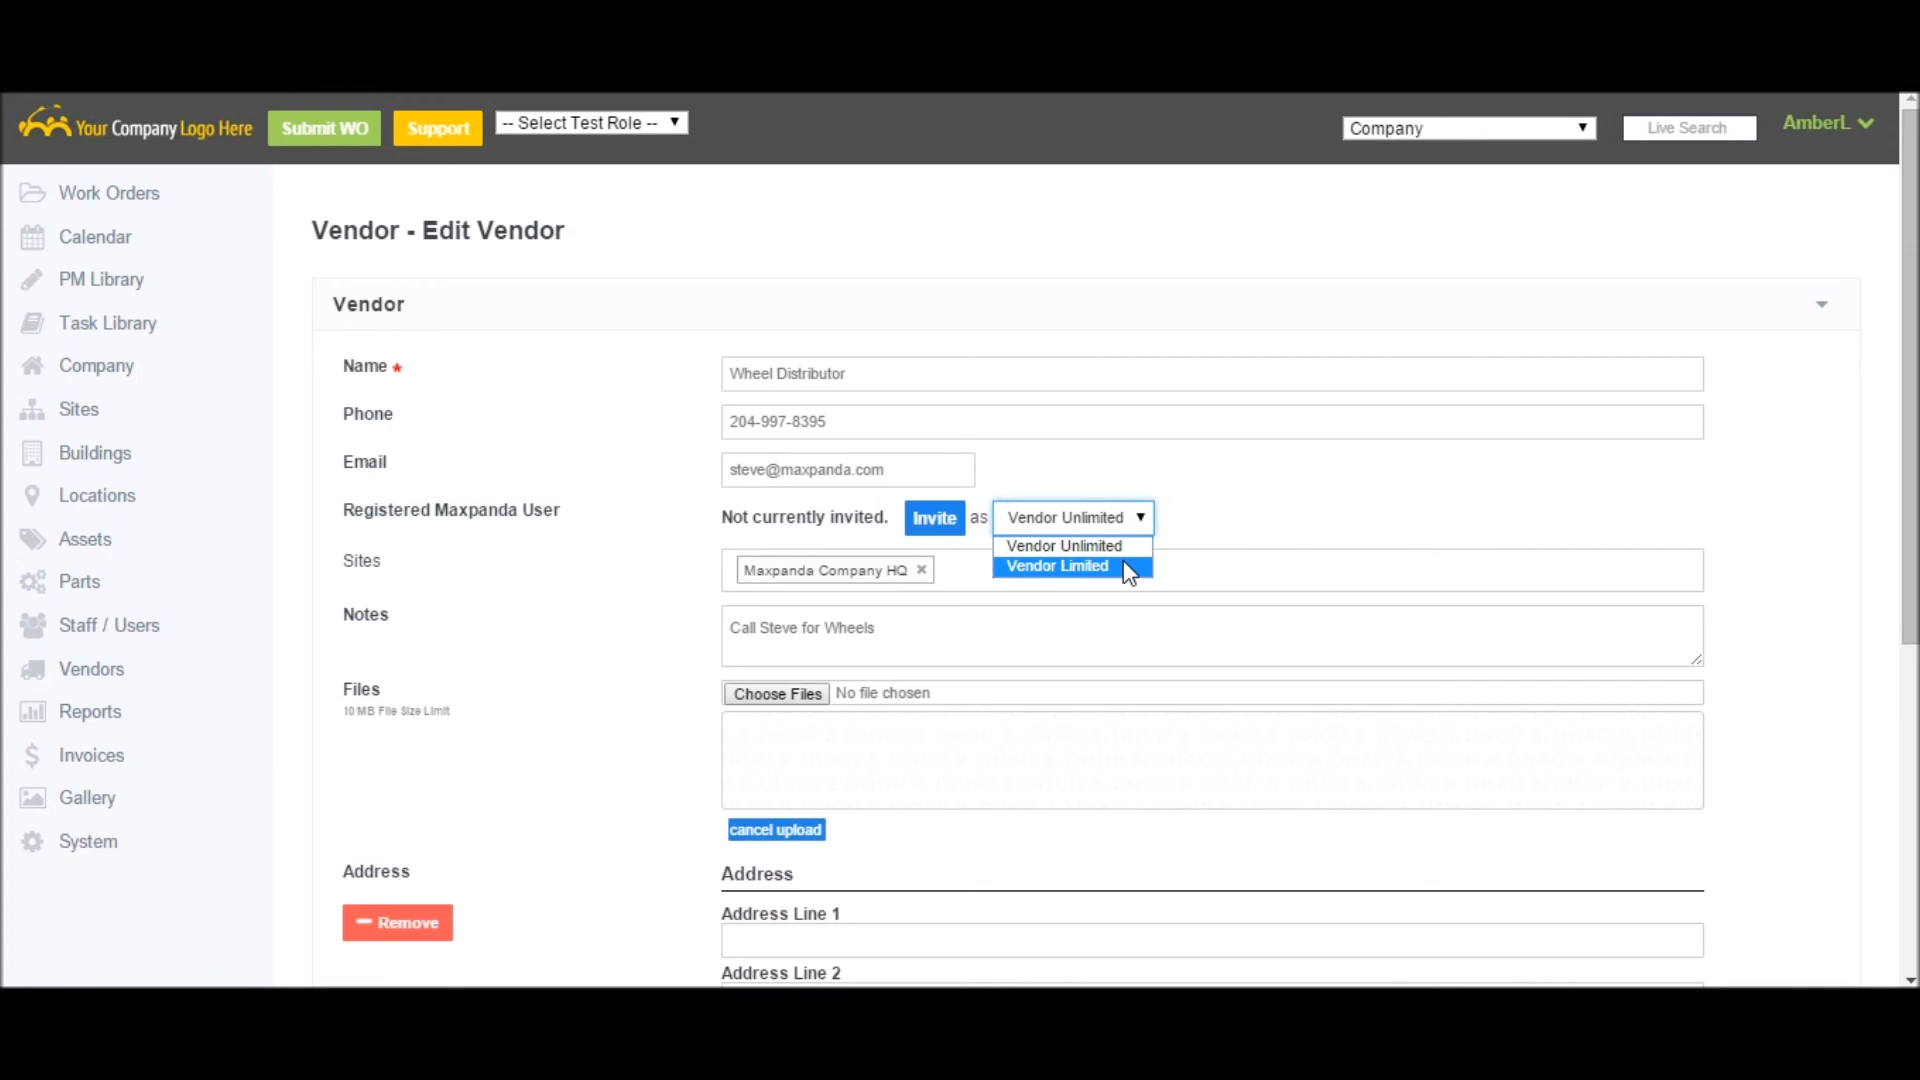 Your Company Logo Here
Submit WO
Support
-- Select Test Role --
Company
Live Search
AmberL
Work Orders
Calendar
PM Library
Task Library
Company
Sites
Buildings
Locations
Assets
Parts
Staff / Users
Vendors
Reports
Invoices
Gallery
System
Vendor - Edit Vendor
Vendor
Name *
Wheel Distributor
Phone
204-997-8395
Email
steve@maxpanda.com
Registered Maxpanda User
Not currently invited. Invite as Vendor Unlimited
Vendor Unlimited
Vendor Limited
Sites
Maxpanda Company HQ ×
Notes
Call Steve for Wheels
Files
10 MB File Size Limit
Choose Files No file chosen
cancel upload
Address
Remove
Address
Address Line 1
Address Line 2